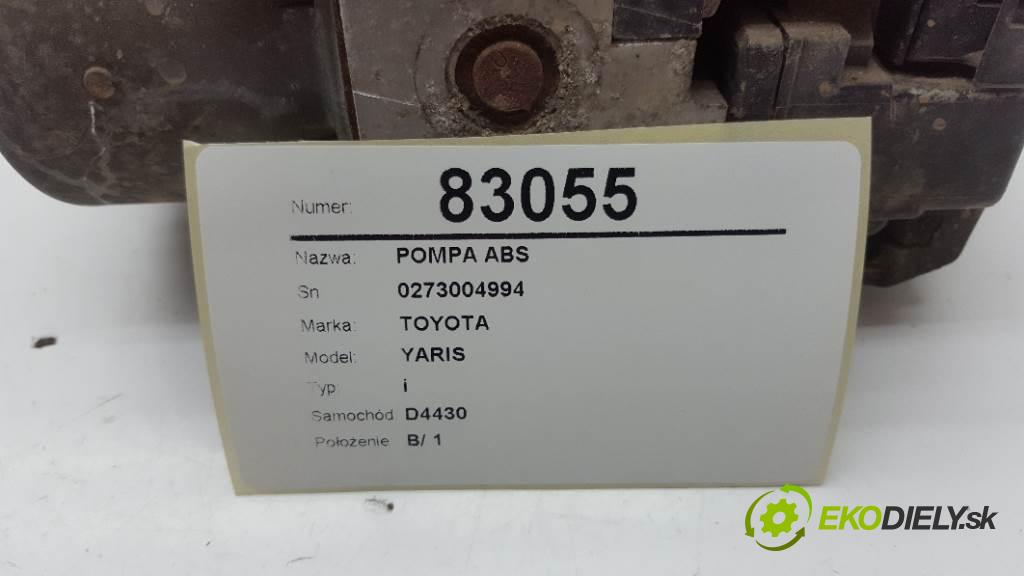 Numer: 83055
Nazwa: POMPA ABS
Sn 0273004994
Marka: TOYOTA
Model: YARIS
Typ: i
Samochód D4430
Położenie B/ 1
EKODIELY.sk